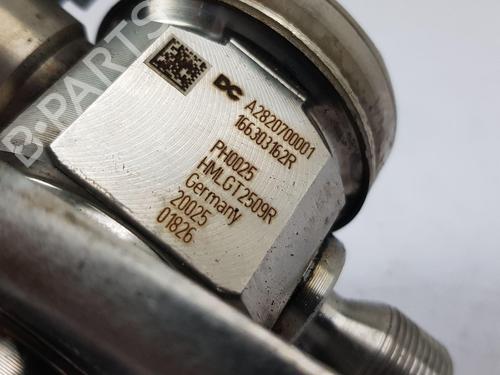 DC
A2820700001
166303162R
PH0025
HMLGT2509R
Germany
20025
01826
B-PARTS